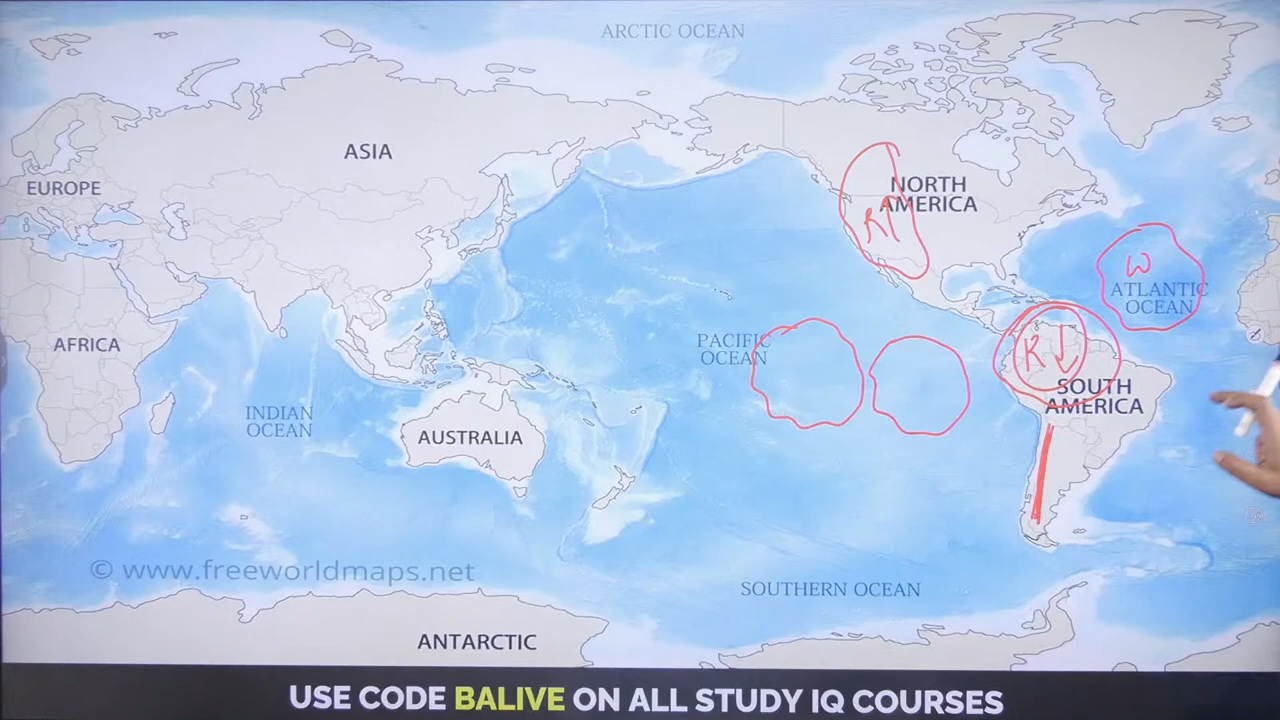 ARCTIC OCEAN
ASIA
EUROPE
NORTH
AMERICA
R↑
W
ATLANTIC
OCEAN
AFRICA
PACIFIC
OCEAN
R↓
SOUTH
AMERICA
INDIAN
OCEAN
AUSTRALIA
© www.freeworldmaps.net
SOUTHERN OCEAN
ANTARCTIC
USE CODE BALIVE ON ALL STUDY IQ COURSES